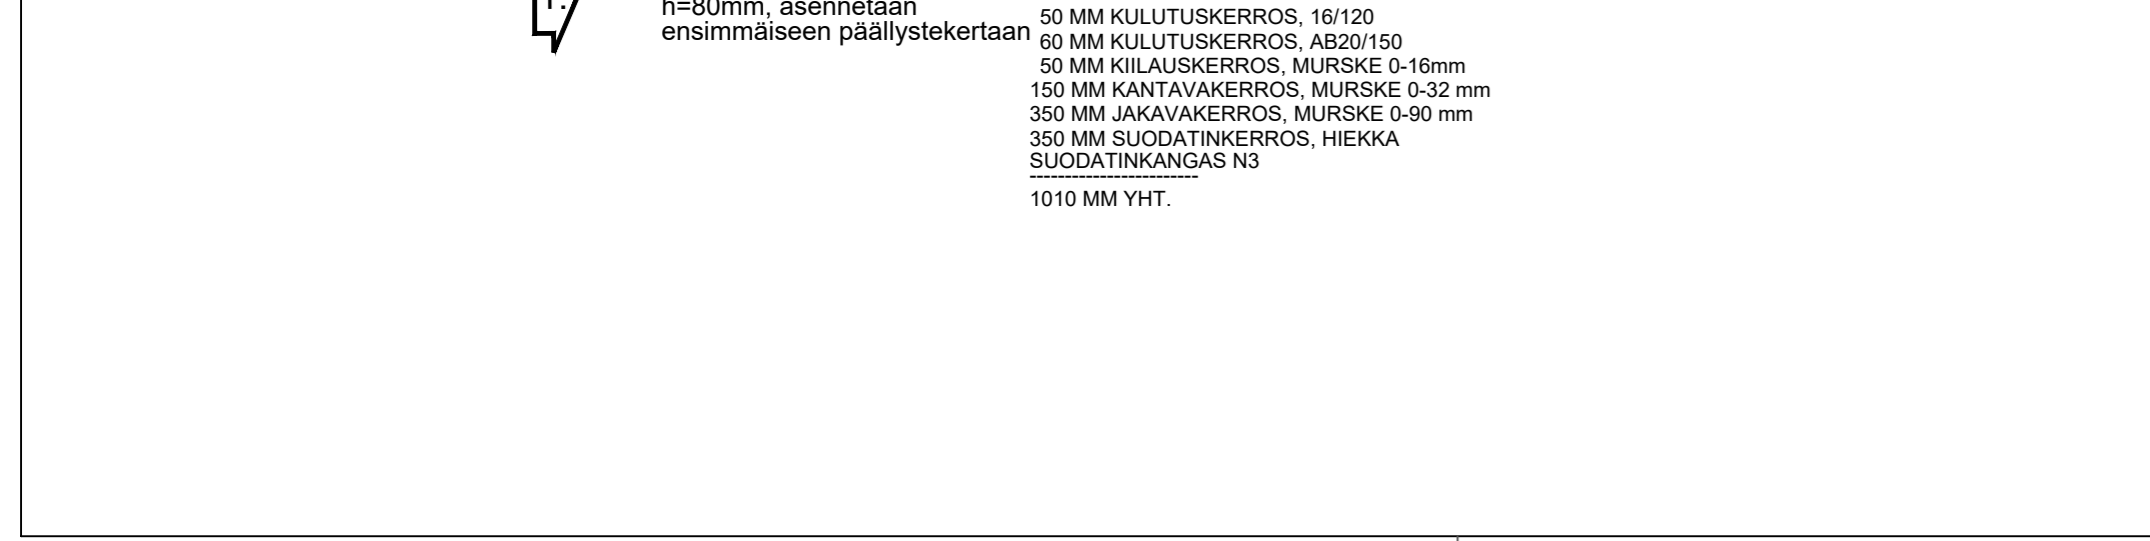 1.
h=80mm, asennetaan
ensimmäiseen päällystekertaan
50 MM KULUTUSKERROS, 16/120
60 MM KULUTUSKERROS, AB20/150
50 MM KIILAUSKERROS, MURSKE 0-16mm
150 MM KANTAVAKERROS, MURSKE 0-32 mm
350 MM JAKAVAKERROS, MURSKE 0-90 mm
350 MM SUODATINKERROS, HIEKKA
SUODATINKANGAS N3
------------------------
1010 MM YHT.